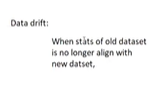 Data drift:
When stats of old dataset
is no longer align with
new datset,